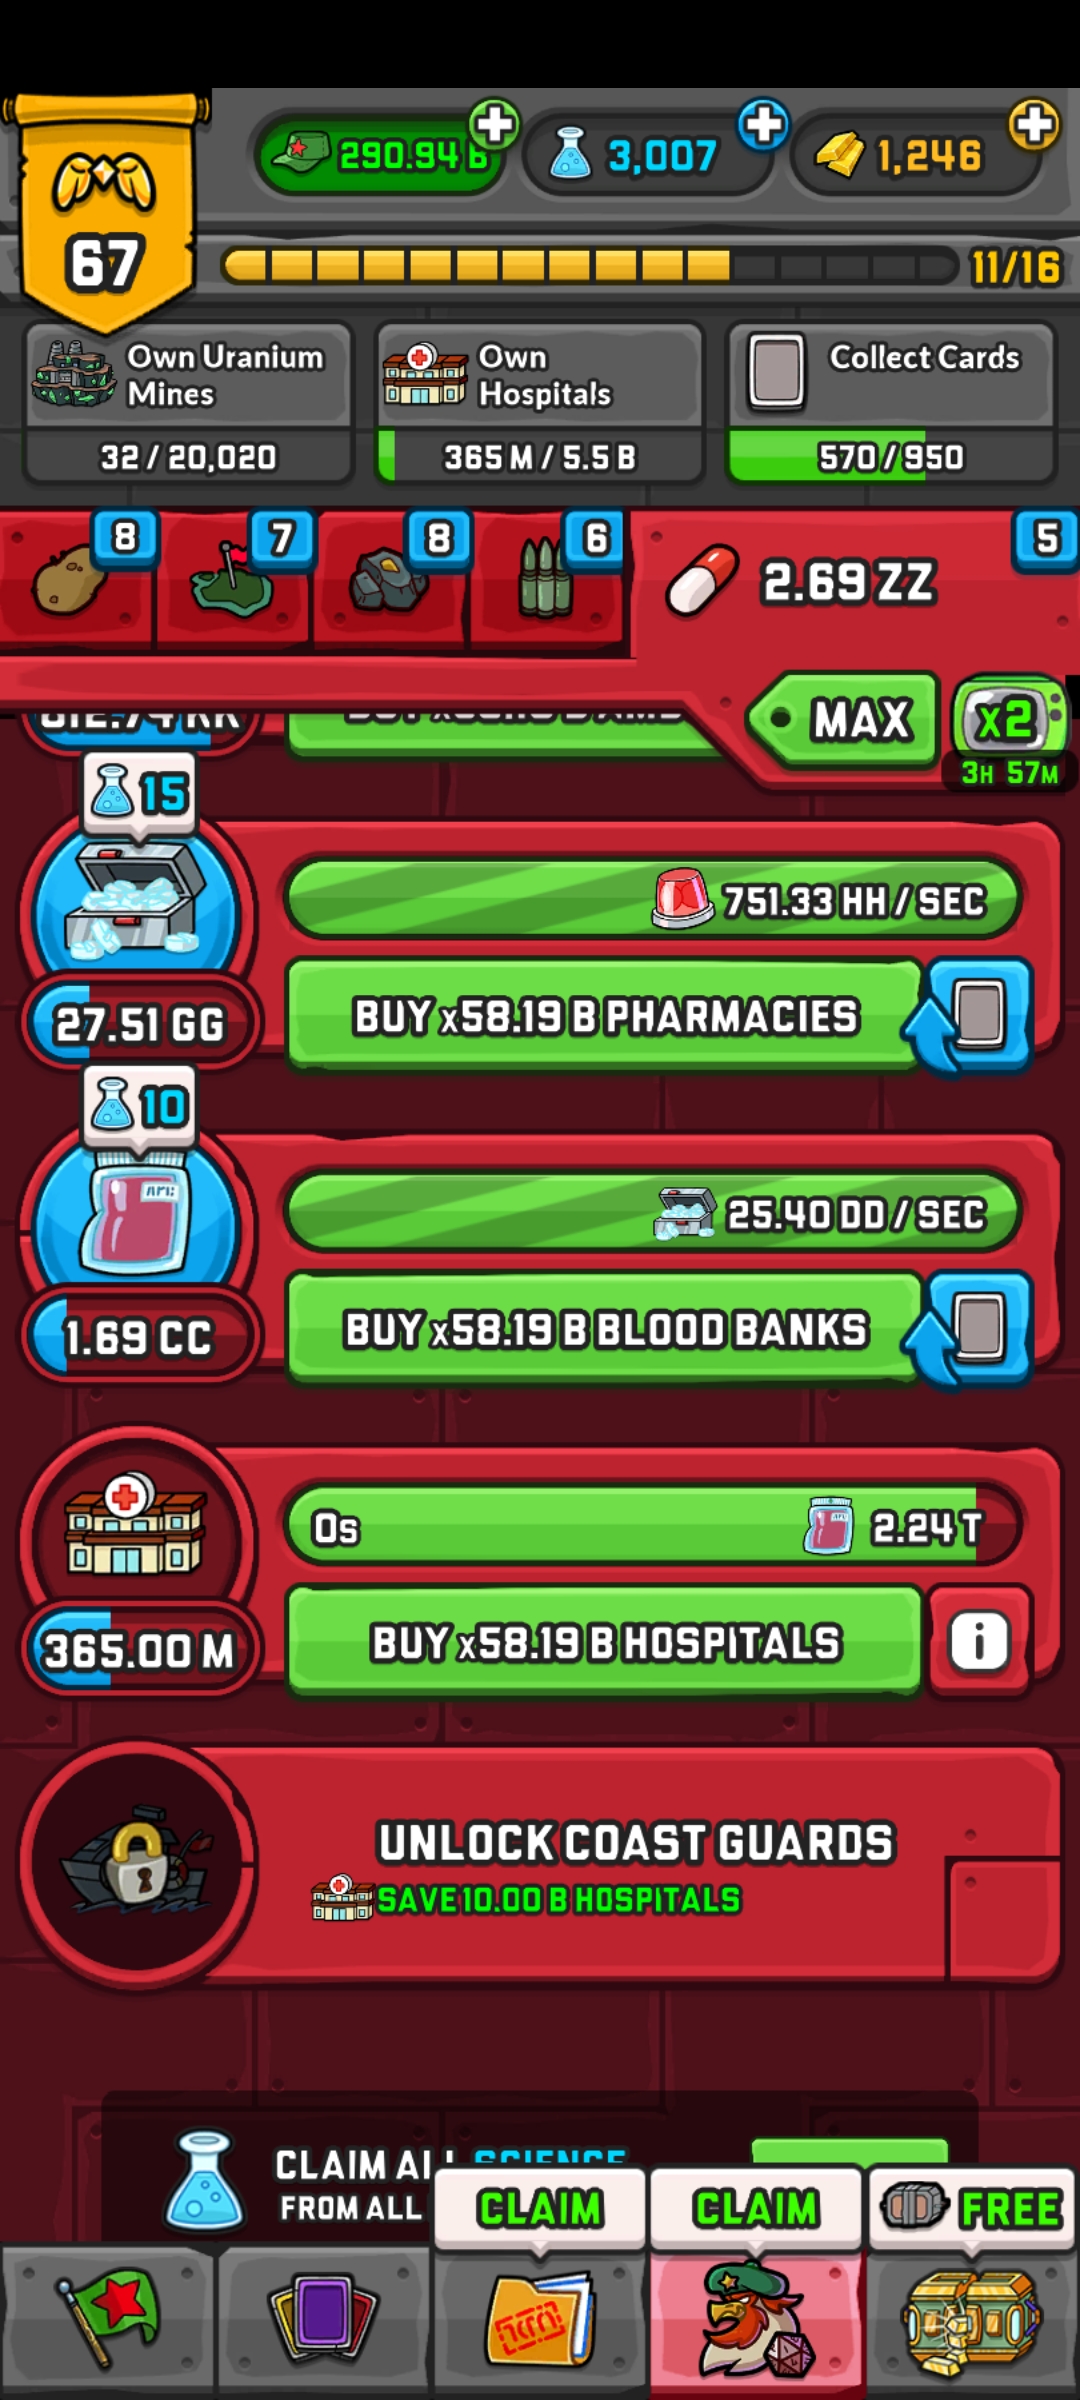 290.94 B
3,007
1,246
67
11/16
Own Uranium
Mines
32 / 20,020
Own
Hospitals
365 M / 5.5 B
Collect Cards
570 / 950
8
7
8
6
5
2.69 ZZ
MAX
x2
3H 57M
15
751.33 HH / SEC
27.51 GG
BUY x58.19 B PHARMACIES
10
25.40 DD / SEC
1.69 CC
BUY x58.19 B BLOOD BANKS
0s
2.24 T
365.00 M
BUY x58.19 B HOSPITALS
i
UNLOCK COAST GUARDS
SAVE 10.00 B HOSPITALS
CLAIM ALL SCIENCE
FROM ALL
CLAIM
CLAIM
FREE